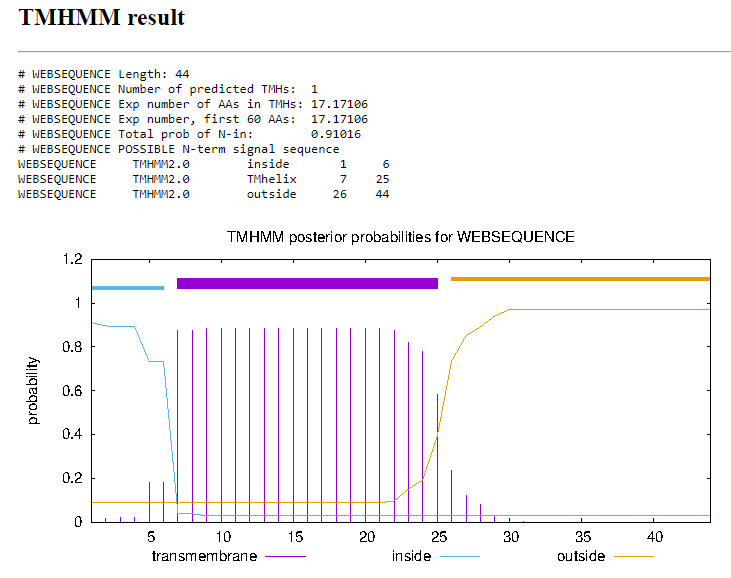 TMHMM result
# WEBSEQUENCE Length: 44
# WEBSEQUENCE Number of predicted TMHs:  1
# WEBSEQUENCE Exp number of AAs in TMHs: 17.17106
# WEBSEQUENCE Exp number, first 60 AAs:  17.17106
# WEBSEQUENCE Total prob of N-in:        0.91016
# WEBSEQUENCE POSSIBLE N-term signal sequence
WEBSEQUENCE     TMHMM2.0        inside       1     6
WEBSEQUENCE     TMHMM2.0        TMhelix      7    25
WEBSEQUENCE     TMHMM2.0        outside     26    44
TMHMM posterior probabilities for WEBSEQUENCE
1.2
1
0.8
0.6
0.4
0.2
0
probability
5 10 15 20 25 30 35 40
transmembrane inside outside